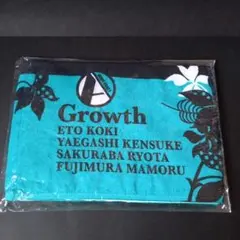 A
Growth
ETO KOKI
YAEGASHI KENSUKE
SAKURABA RYOTA
FUJIMURA MAMORU